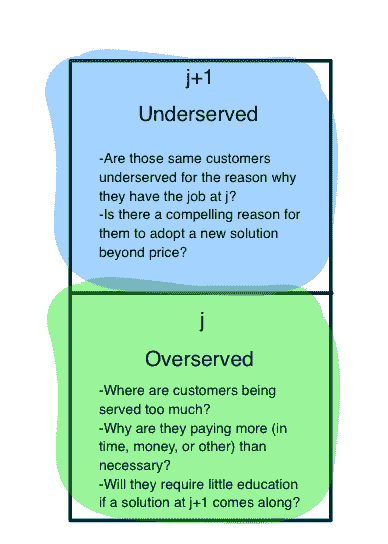 j+1
Underserved
-Are those same customers
underserved for the reason why
they have the job at j?
-Is there a compelling reason for
them to adopt a new solution
beyond price?
j
Overserved
-Where are customers being
served too much?
-Why are they paying more (in
time, money, or other) than
necessary?
-Will they require little education
if a solution at j+1 comes along?